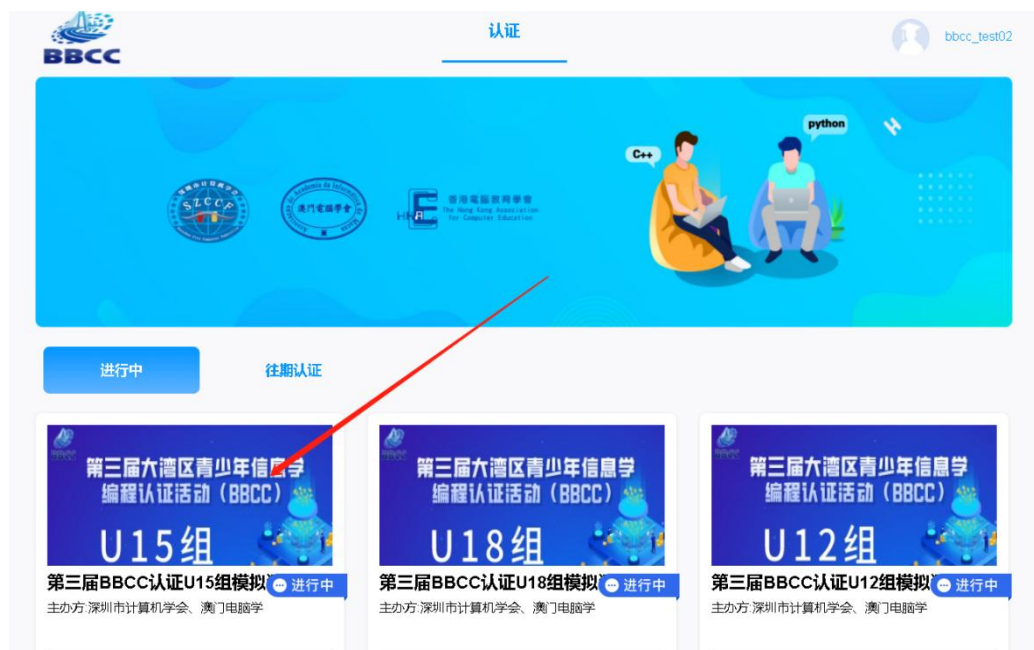 BBCC
认证
bbcc_test02
C++
python
SZCCF
澳門電腦學會
HKACE
香港電腦教育學會
The Hong Kong Association
for Computer Education
进行中
往期认证
第三届大湾区青少年信息学
编程认证活动（BBCC）
U15组
第三届BBCC认证U15组模拟
进行中
主办方:深圳市计算机学会、澳门电脑学
第三届大湾区青少年信息学
编程认证活动（BBCC）
U18组
第三届BBCC认证U18组模拟
进行中
主办方:深圳市计算机学会、澳门电脑学
第三届大湾区青少年信息学
编程认证活动（BBCC）
U12组
第三届BBCC认证U12组模拟
进行中
主办方:深圳市计算机学会、澳门电脑学